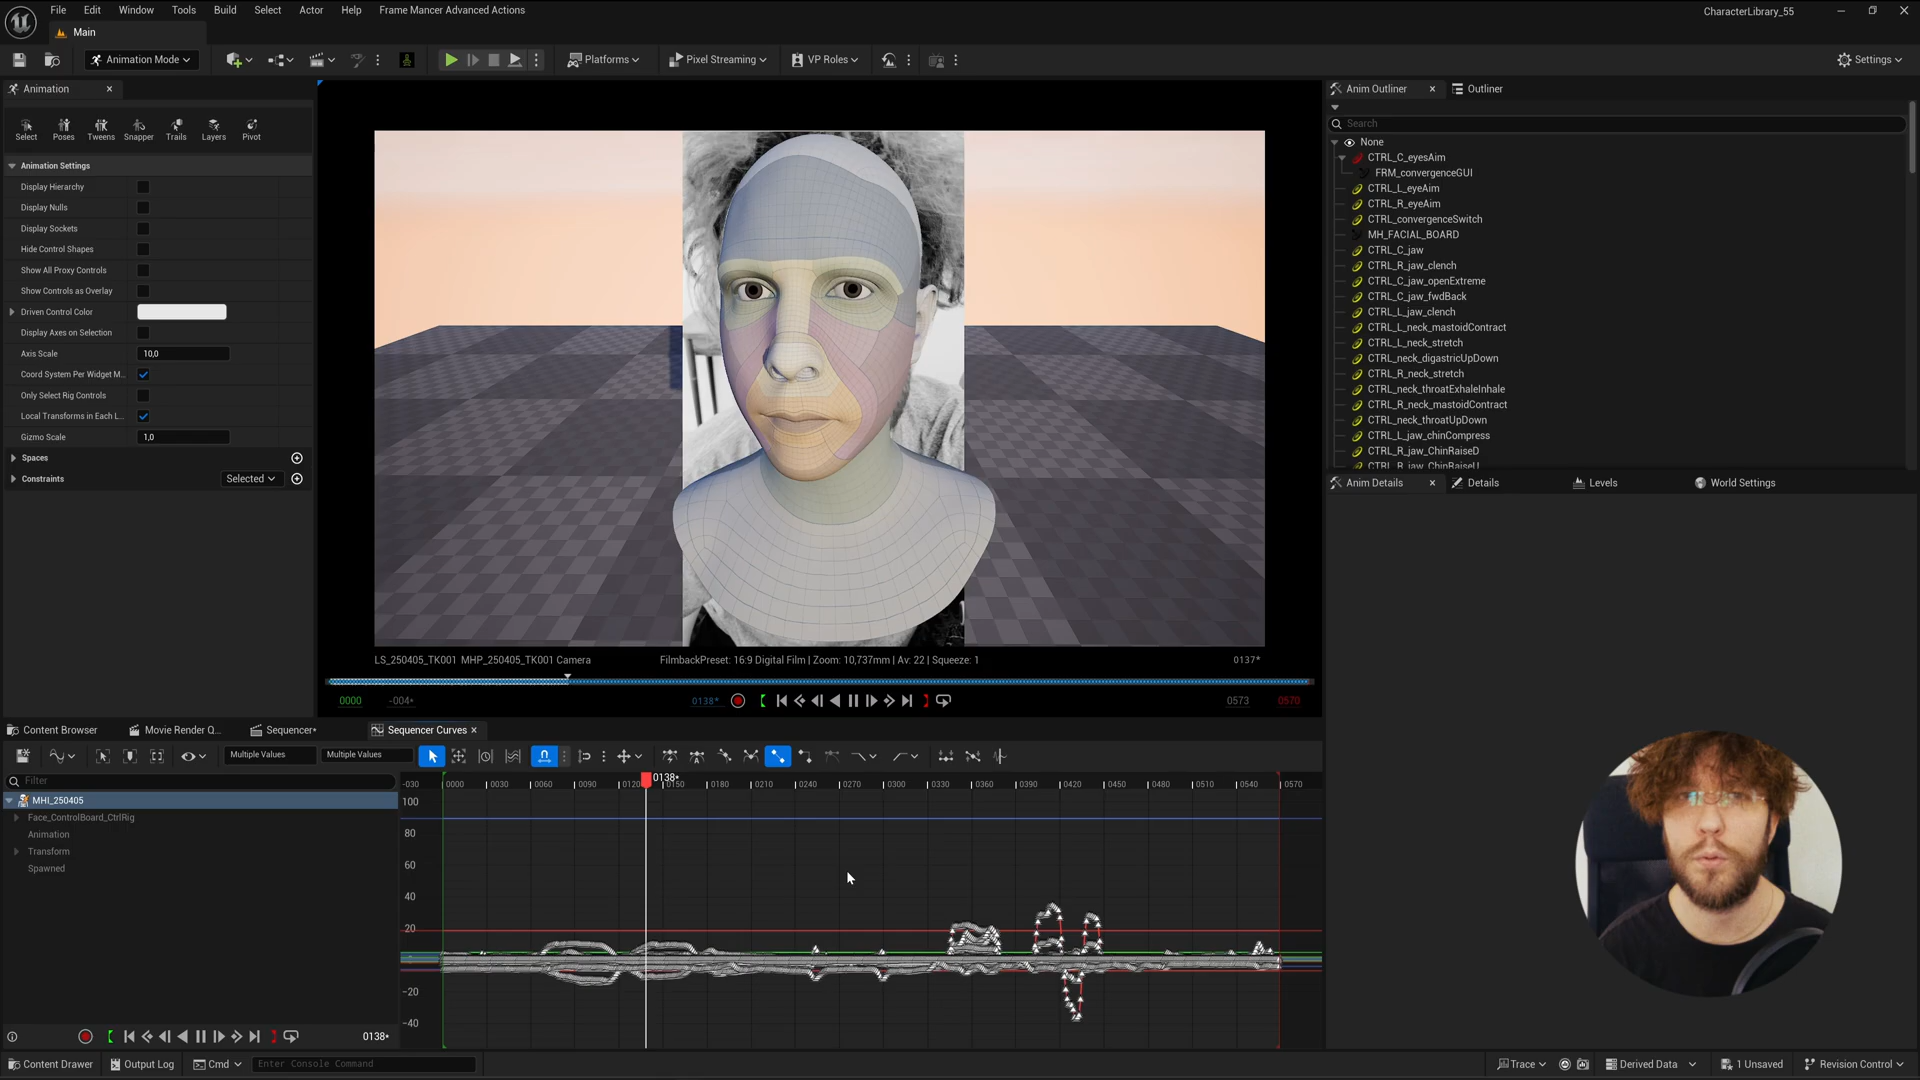 File Edit Window Tools Build Select Actor Help Frame Mancer Advanced Actions CharacterLibrary_55
Main
Animation Mode Platforms Pixel Streaming VP Roles Settings
Animation
Select Poses Tweens Snapper Trails Layers Pivot
Animation Settings
Display Hierarchy
Display Nulls
Display Sockets
Hide Control Shapes
Show All Proxy Controls
Show Controls as Overlay
Driven Control Color
Display Axes on Selection
Axis Scale 10,0
Coord System Per Widget M...
Only Select Rig Controls
Local Transforms in Each L...
Gizmo Scale 1,0
Spaces
Constraints Selected
LS_250405_TK001 MHP_250405_TK001 Camera FilmbackPreset: 16:9 Digital Film | Zoom: 10,737mm | Av: 22 | Squeeze: 1 0137*
0000 -004* 0138* 0573 0570
Anim Outliner Outliner
Search
None
CTRL_C_eyesAim
FRM_convergenceGUI
CTRL_L_eyeAim
CTRL_R_eyeAim
CTRL_convergenceSwitch
MH_FACIAL_BOARD
CTRL_C_jaw
CTRL_R_jaw_clench
CTRL_C_jaw_openExtreme
CTRL_C_jaw_fwdBack
CTRL_L_jaw_clench
CTRL_L_neck_mastoidContract
CTRL_L_neck_stretch
CTRL_neck_digastricUpDown
CTRL_R_neck_stretch
CTRL_neck_throatExhaleInhale
CTRL_R_neck_mastoidContract
CTRL_neck_throatUpDown
CTRL_L_jaw_chinCompress
CTRL_R_jaw_ChinRaiseD
CTRL_R_jaw_ChinRaiseU
Anim Details Details Levels World Settings
Content Browser Movie Render Q... Sequencer* Sequencer Curves
Multiple Values Multiple Values
Filter
MHI_250405
Face_ControlBoard_CtrlRig
Animation
Transform
Spawned
0138*
-030 0000 0030 0060 0090 0120 0150 0180 0210 0240 0270 0300 0330 0360 0390 0420 0450 0510 0540 0570
100
80
60
40
20
-20
-40
0138*
Content Drawer Output Log Cmd Enter Console Command Trace Derived Data 1 Unsaved Revision Control